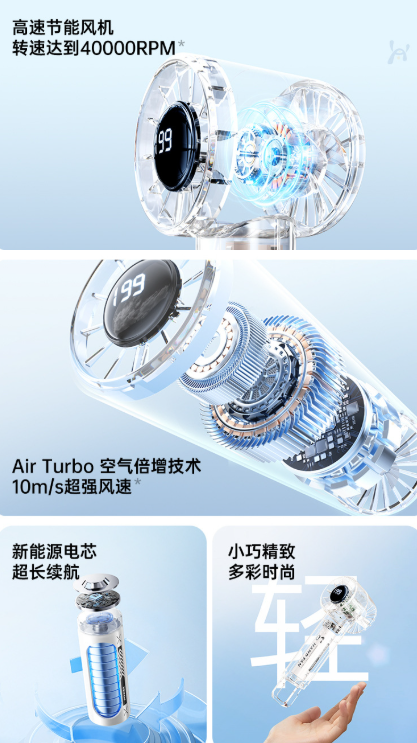 高速节能风机
转速达到40000RPM*
99
199
Air Turbo 空气倍增技术
10m/s超强风速*
新能源电芯
超长续航
小巧精致
多彩时尚
轻